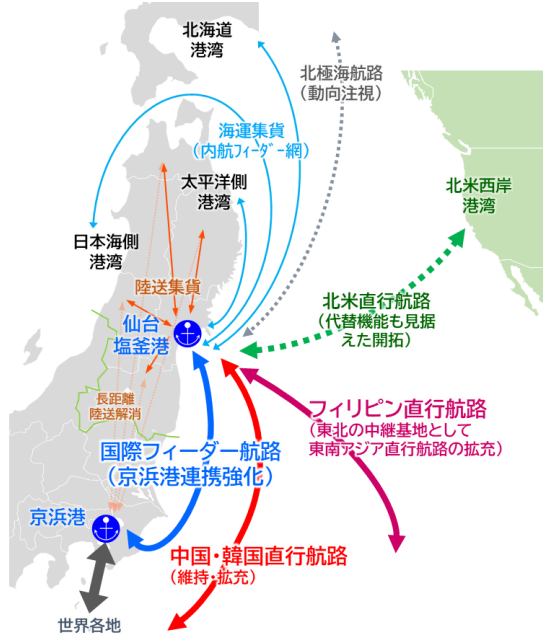 北海道
港湾
北極海航路
（動向注視）
海運集貨
（内航ﾌｨｰﾀﾞｰ網）
太平洋側
港湾
北米西岸
港湾
日本海側
港湾
陸送集貨
北米直行航路
（代替機能も見据
えた開拓）
仙台
塩釜港
長距離
陸送解消
フィリピン直行航路
（東北の中継基地として
東南アジア直行航路の拡充）
国際フィーダー航路
（京浜港連携強化）
京浜港
中国・韓国直行航路
（維持・拡充）
世界各地